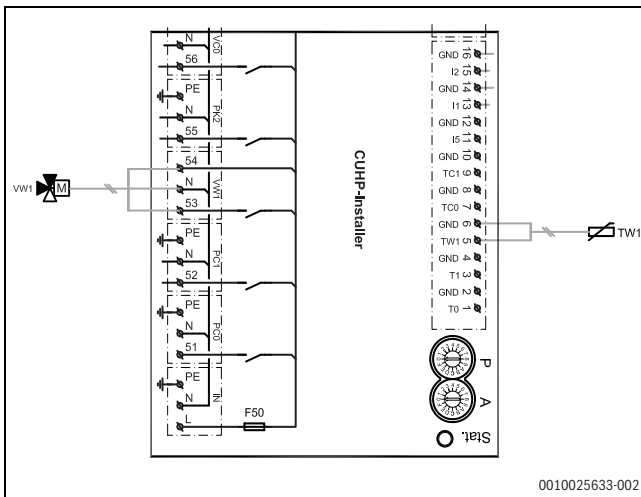 N
VC0
56
PE
N
PK2
55
54
N
VW1
53
PE
N
PC1
52
PE
N
PC0
51
PE
N
IN
L
F50
VW1
M
CUHP-Installer
GND 16
I2 15
GND 14
I1 13
GND 12
I5 11
GND 10
TC1 9
GND 8
TC0 7
GND 6
TW1 5
GND 4
T1 3
GND 2
T0 1
TW1
P
A
Stat.
0010025633-002